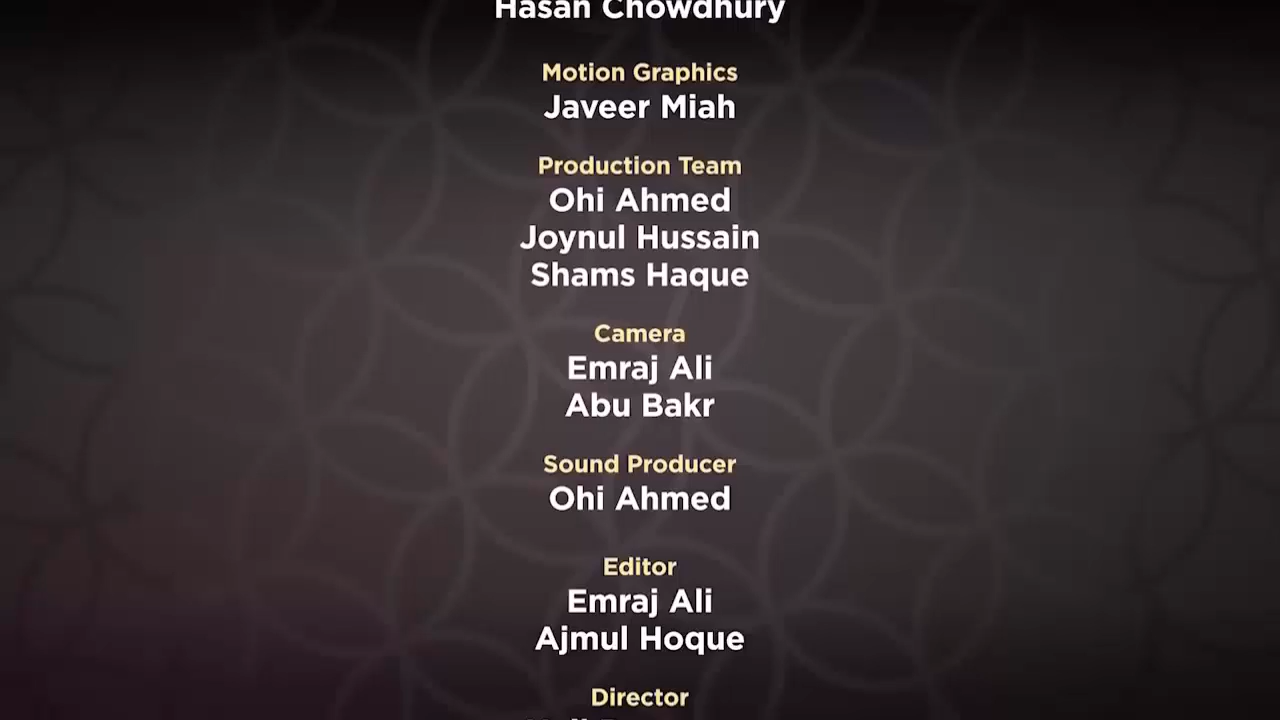 Hasan Chowdhury
Motion Graphics
Javeer Miah
Production Team
Ohi Ahmed
Joynul Hussain
Shams Haque
Camera
Emraj Ali
Abu Bakr
Sound Producer
Ohi Ahmed
Editor
Emraj Ali
Ajmul Hoque
Director